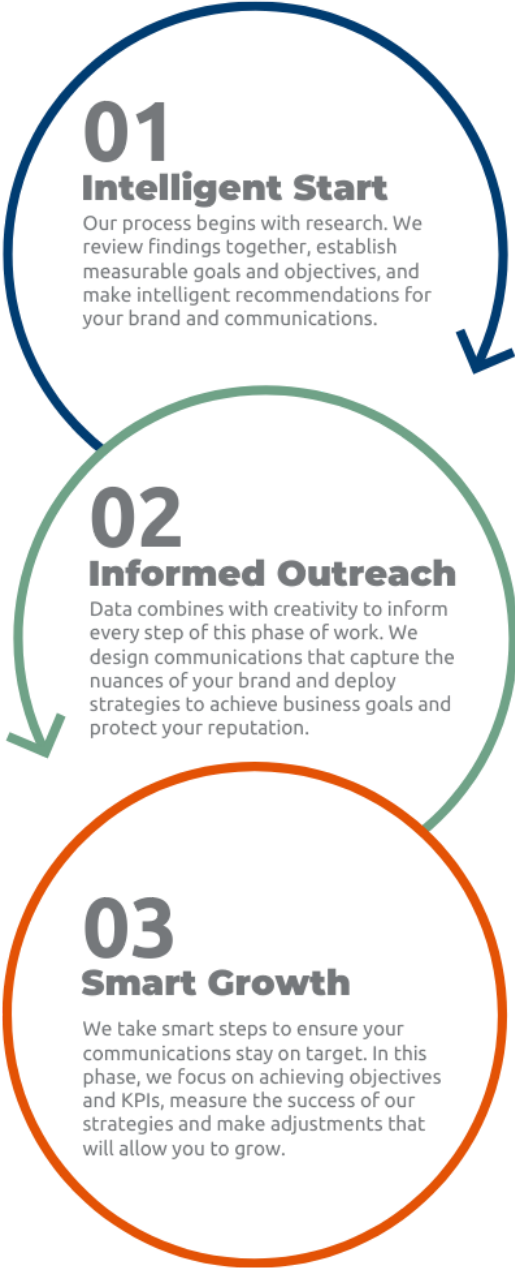 01
Intelligent Start
Our process begins with research. We
review findings together, establish
measurable goals and objectives, and
make intelligent recommendations for
your brand and communications.
02
Informed Outreach
Data combines with creativity to inform
every step of this phase of work. We
design communications that capture the
nuances of your brand and deploy
strategies to achieve business goals and
protect your reputation.
03
Smart Growth
We take smart steps to ensure your
communications stay on target. In this
phase, we focus on achieving objectives
and KPIs, measure the success of our
strategies and make adjustments that
will allow you to grow.